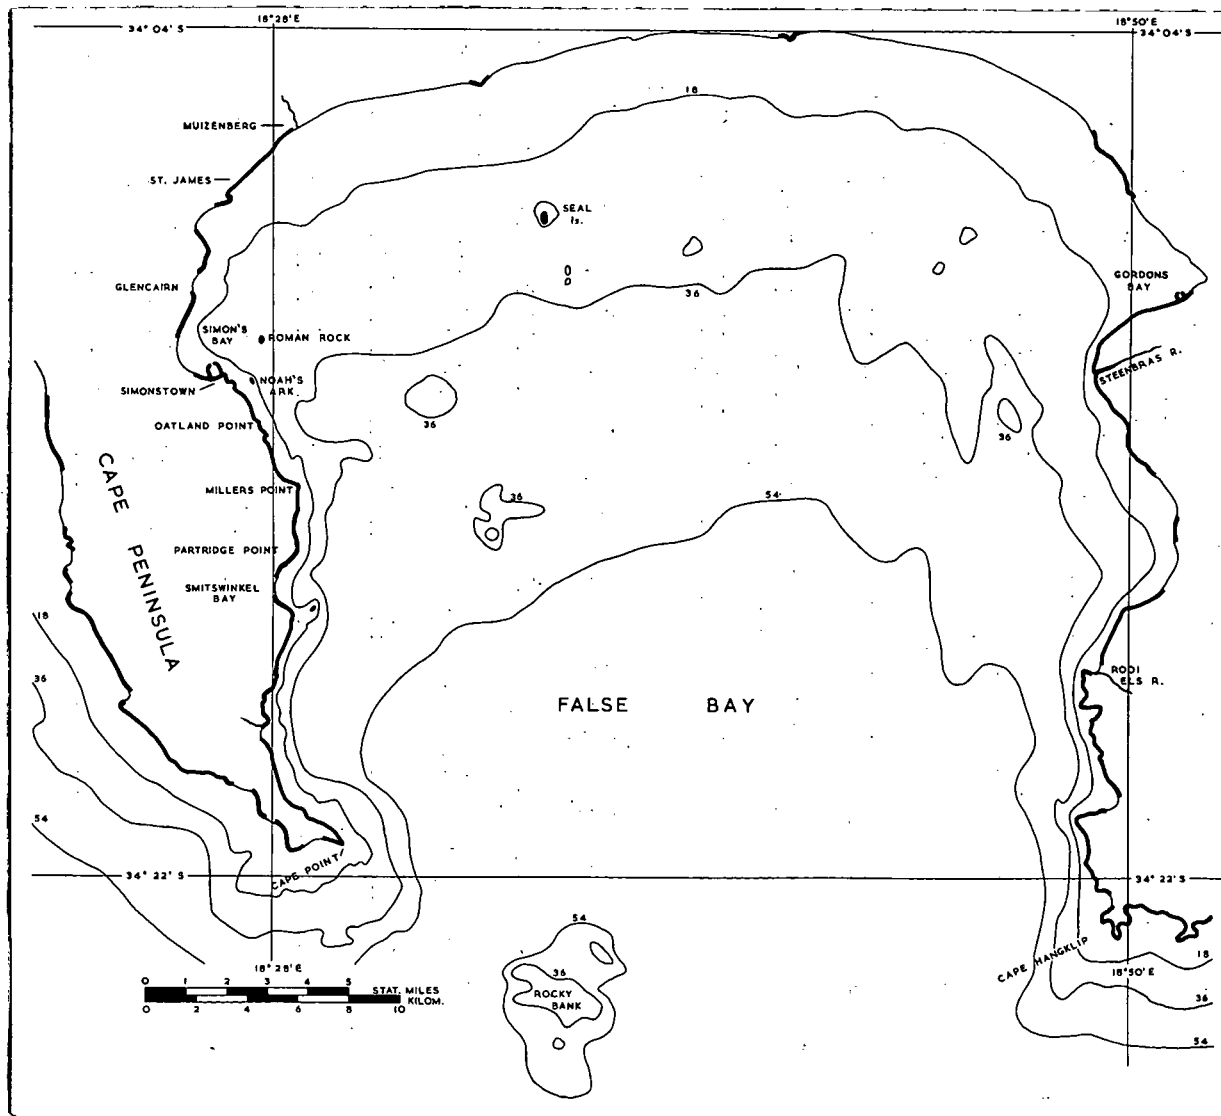 18°28'E
18°50'E
34°04'S
34°04'S
18
MUIZENBERG
ST. JAMES
SEAL
Is.
GLENCAIRN
GORDONS
BAY
36
SIMON'S
BAY
ROMAN ROCK
STEENBRAS R.
NOAH'S
ARK.
SIMONSTOWN
OATLAND POINT
36
36
CAPE PENINSULA
MILLERS POINT
36
54
PARTRIDGE POINT
SMITSWINKEL
BAY
18
36
ROOI
ELS R.
FALSE BAY
54
CAPE POINT
34° 22' S
34° 22' S
54
CAPE HANGKLIP
18
18°28'E
18°50'E
36
ROCKY
BANK
0 1 2 3 4 5
STAT. MILES
KILOM.
0 2 4 6 8 10
36
54